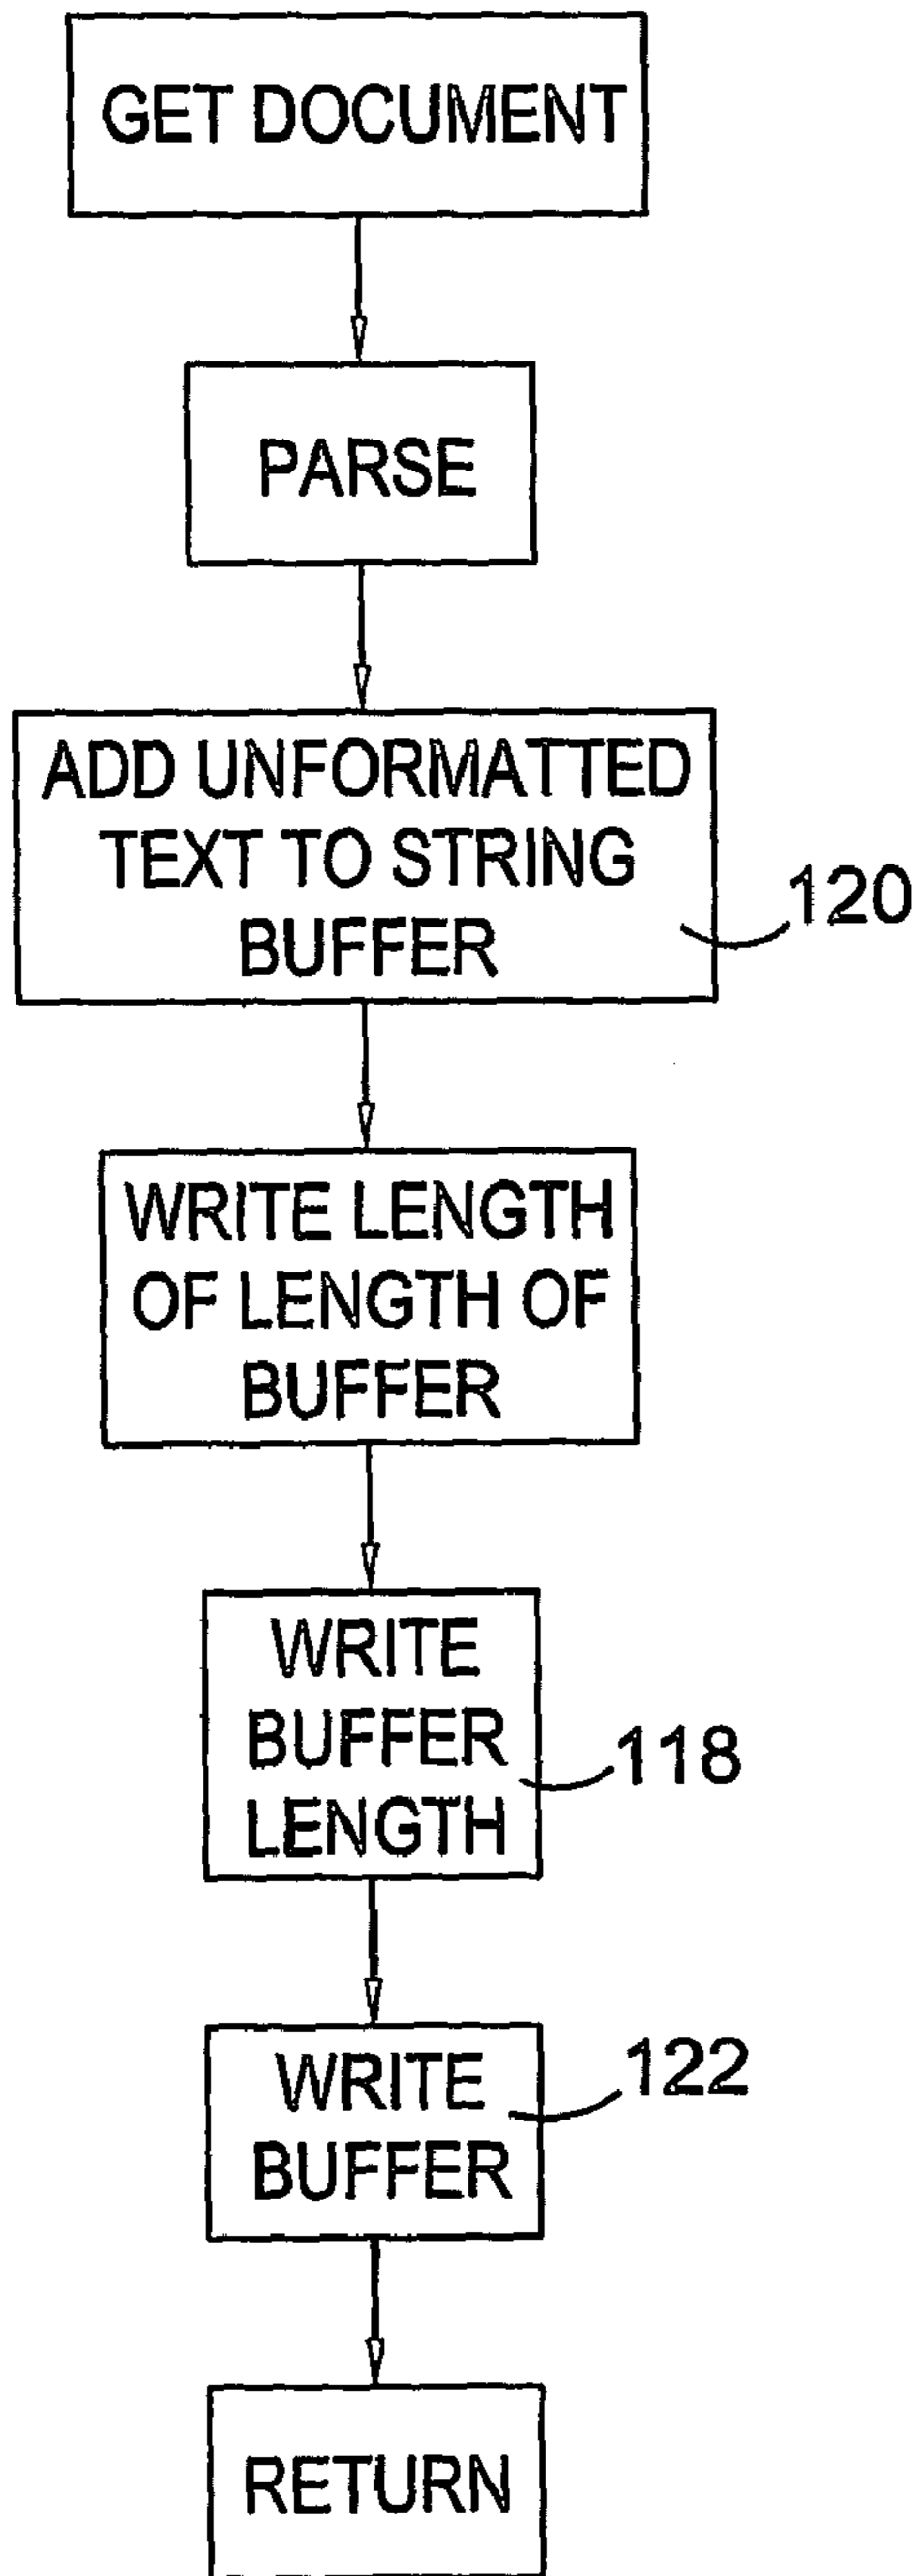 GET DOCUMENT
PARSE
ADD UNFORMATTED
TEXT TO STRING
BUFFER
120
WRITE LENGTH
OF LENGTH OF
BUFFER
WRITE
BUFFER
LENGTH
118
WRITE
BUFFER
122
RETURN